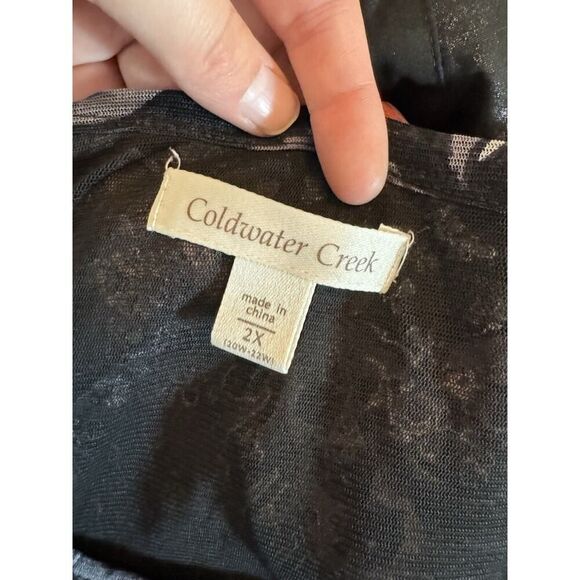 Coldwater Creek
made in
china
2X
(20W-22W)